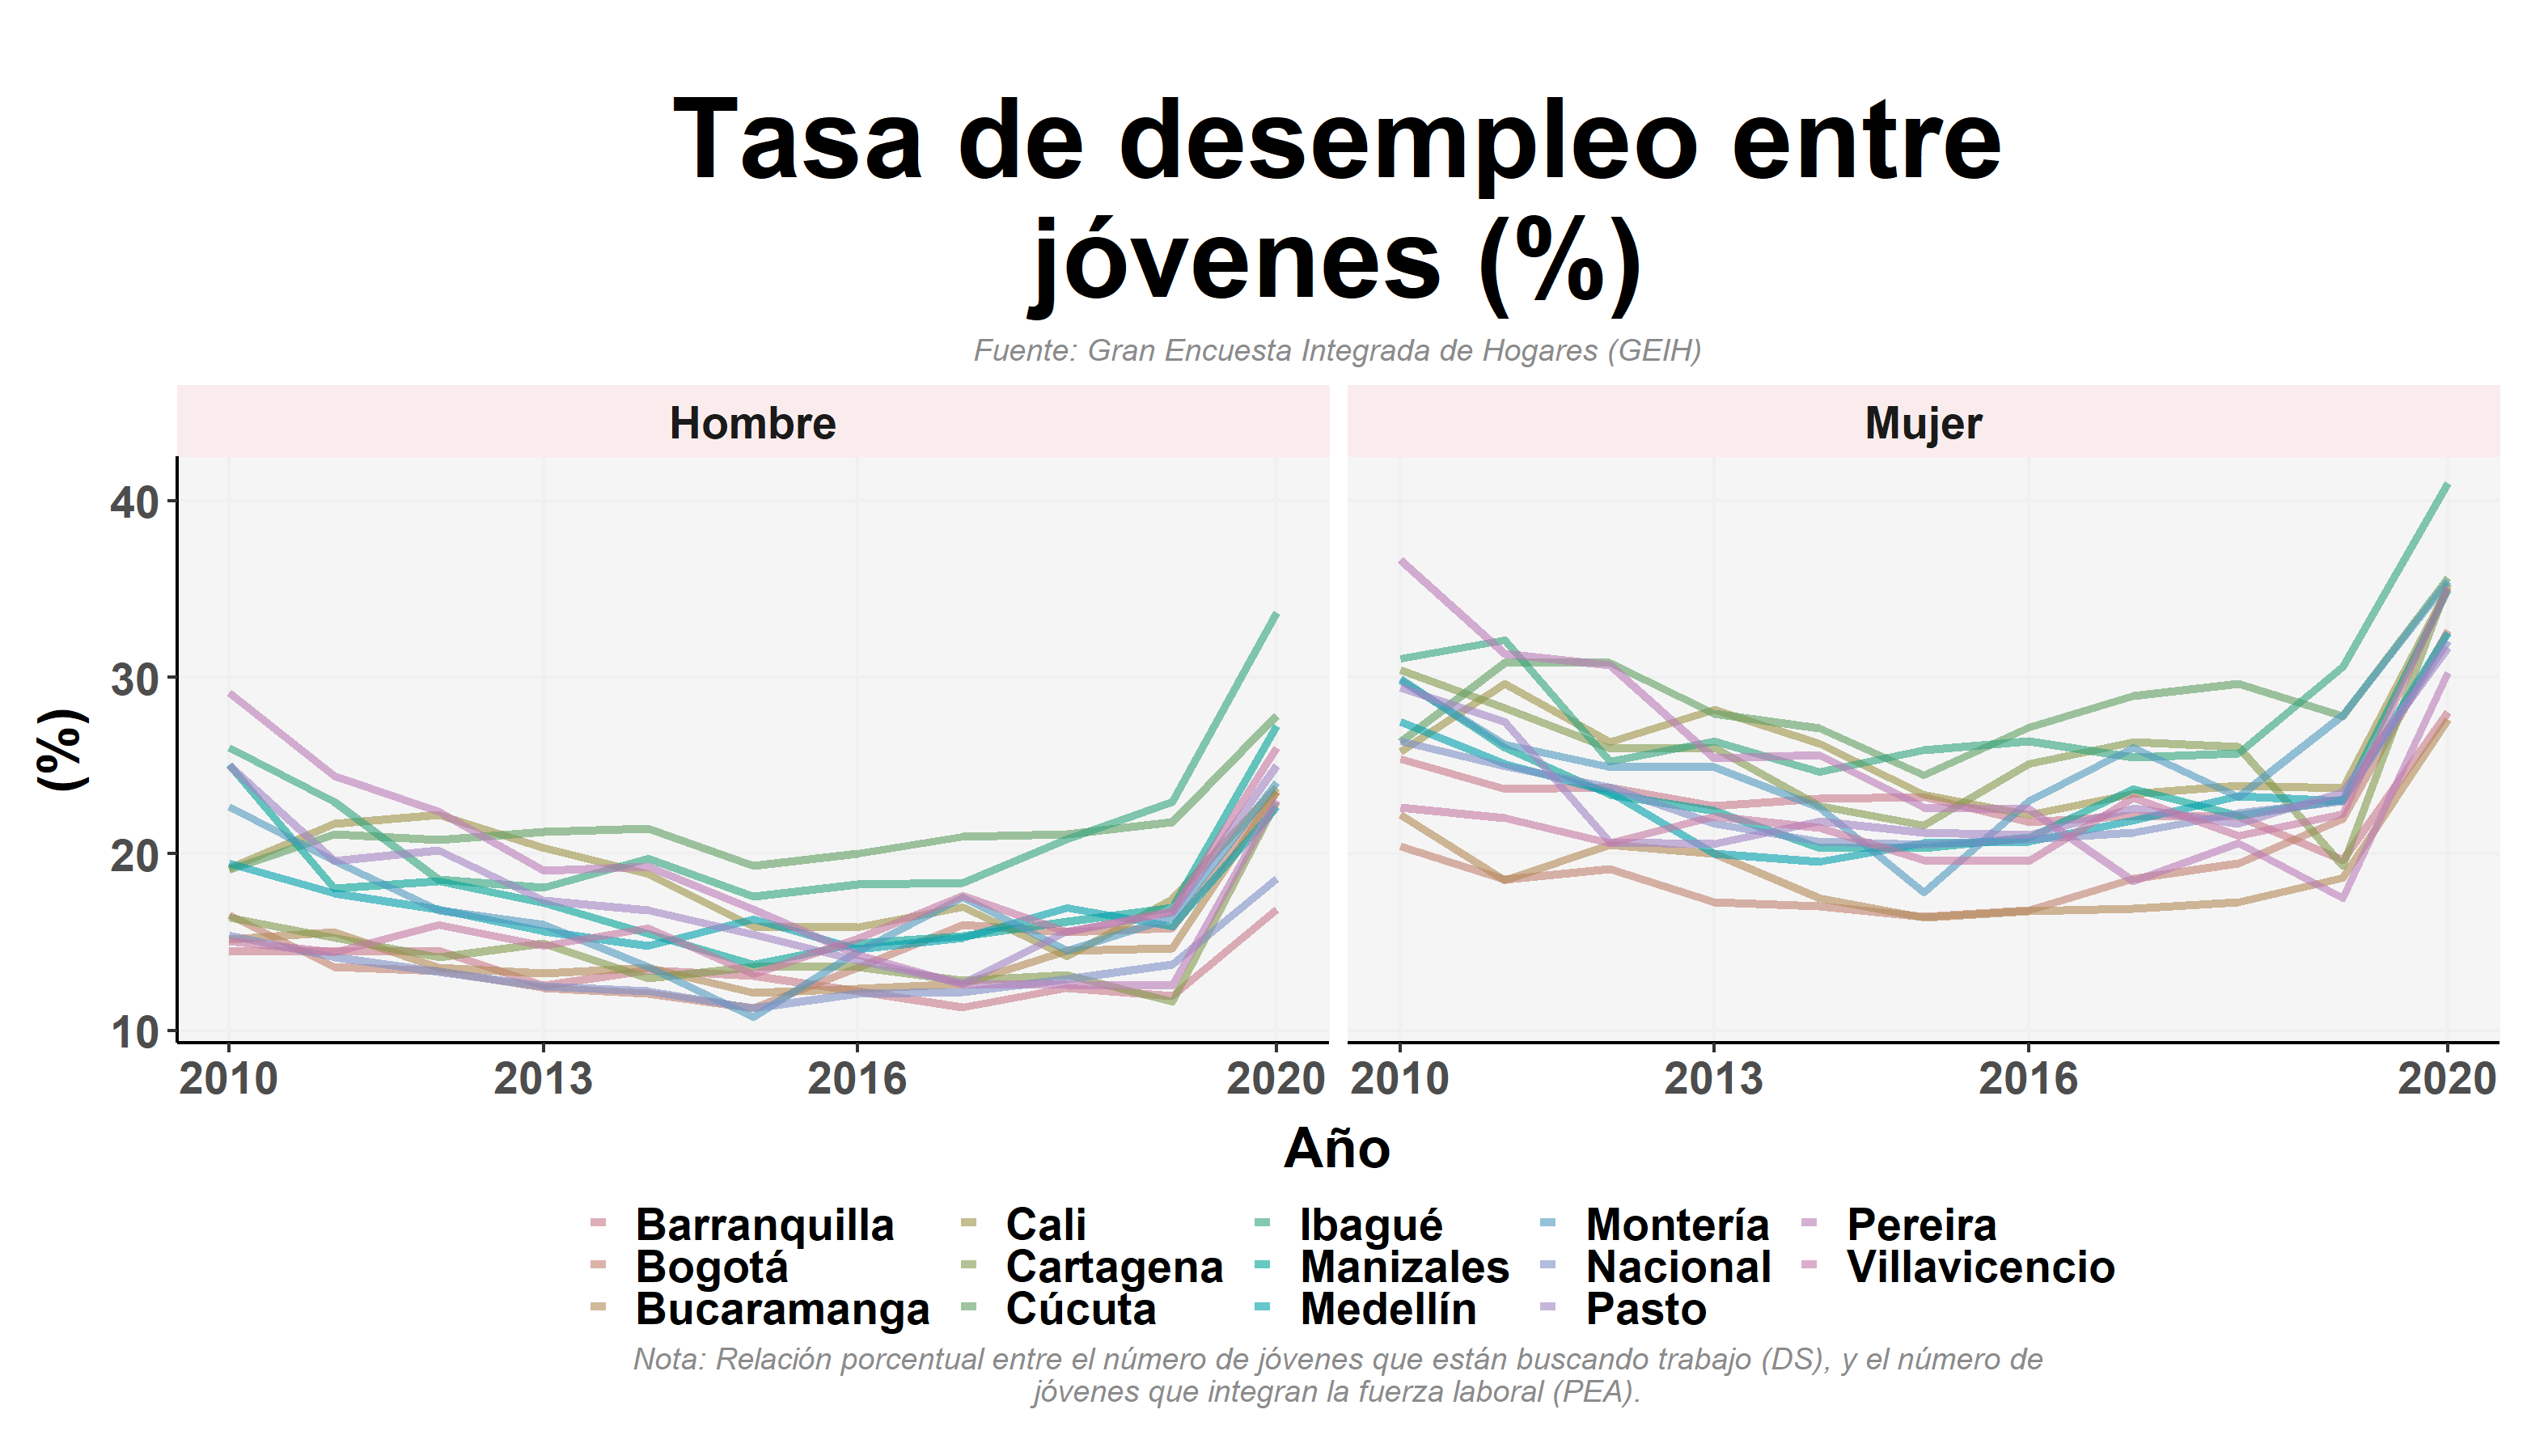 Tasa de desempleo entre
jóvenes (%)
Fuente: Gran Encuesta Integrada de Hogares (GEIH)
Hombre
Mujer
(%)
40
30
20
10
2010 2013 2016 2020
2010 2013 2016 2020
Año
Barranquilla Cali Ibagué Montería Pereira
Bogotá Cartagena Manizales Nacional Villavicencio
Bucaramanga Cúcuta Medellín Pasto
Nota: Relación porcentual entre el número de jóvenes que están buscando trabajo (DS), y el número de
jóvenes que integran la fuerza laboral (PEA).